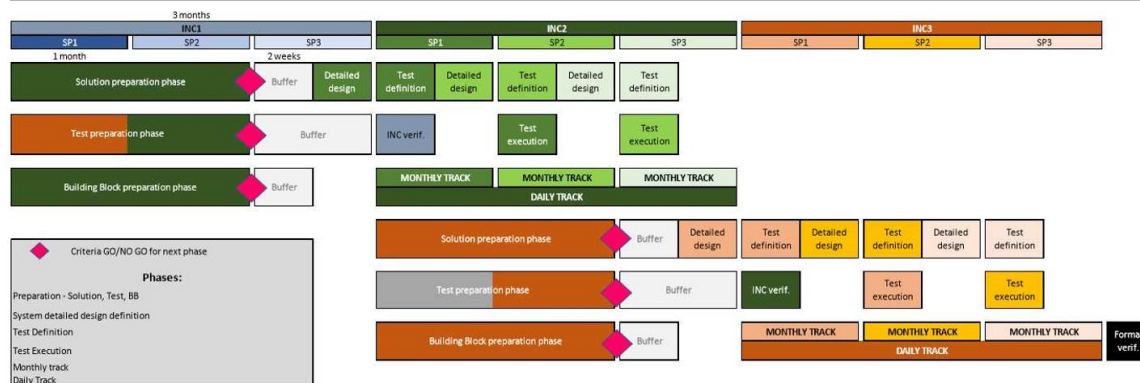 3 months
INC1 INC2 INC3
SP1 SP2 SP3 SP1 SP2 SP3 SP1 SP2 SP3
1 month 2 weeks
Solution preparation phase Buffer Detailed design Test definition Detailed design Test definition Detailed design Test definition
Test preparation phase Buffer INC verif. Test execution Test execution
Building Block preparation phase Buffer MONTHLY TRACK MONTHLY TRACK MONTHLY TRACK
DAILY TRACK
Solution preparation phase Buffer Detailed design Test definition Detailed design Test definition Detailed design Test definition
Test preparation phase Buffer INC verif. Test execution Test execution
Building Block preparation phase Buffer MONTHLY TRACK MONTHLY TRACK MONTHLY TRACK
DAILY TRACK
Forma
verif.
Criteria GO/NO GO for next phase
Phases:
Preparation - Solution, Test, BB
System detailed design definition
Test Definition
Test Execution
Monthly track
Daily Track